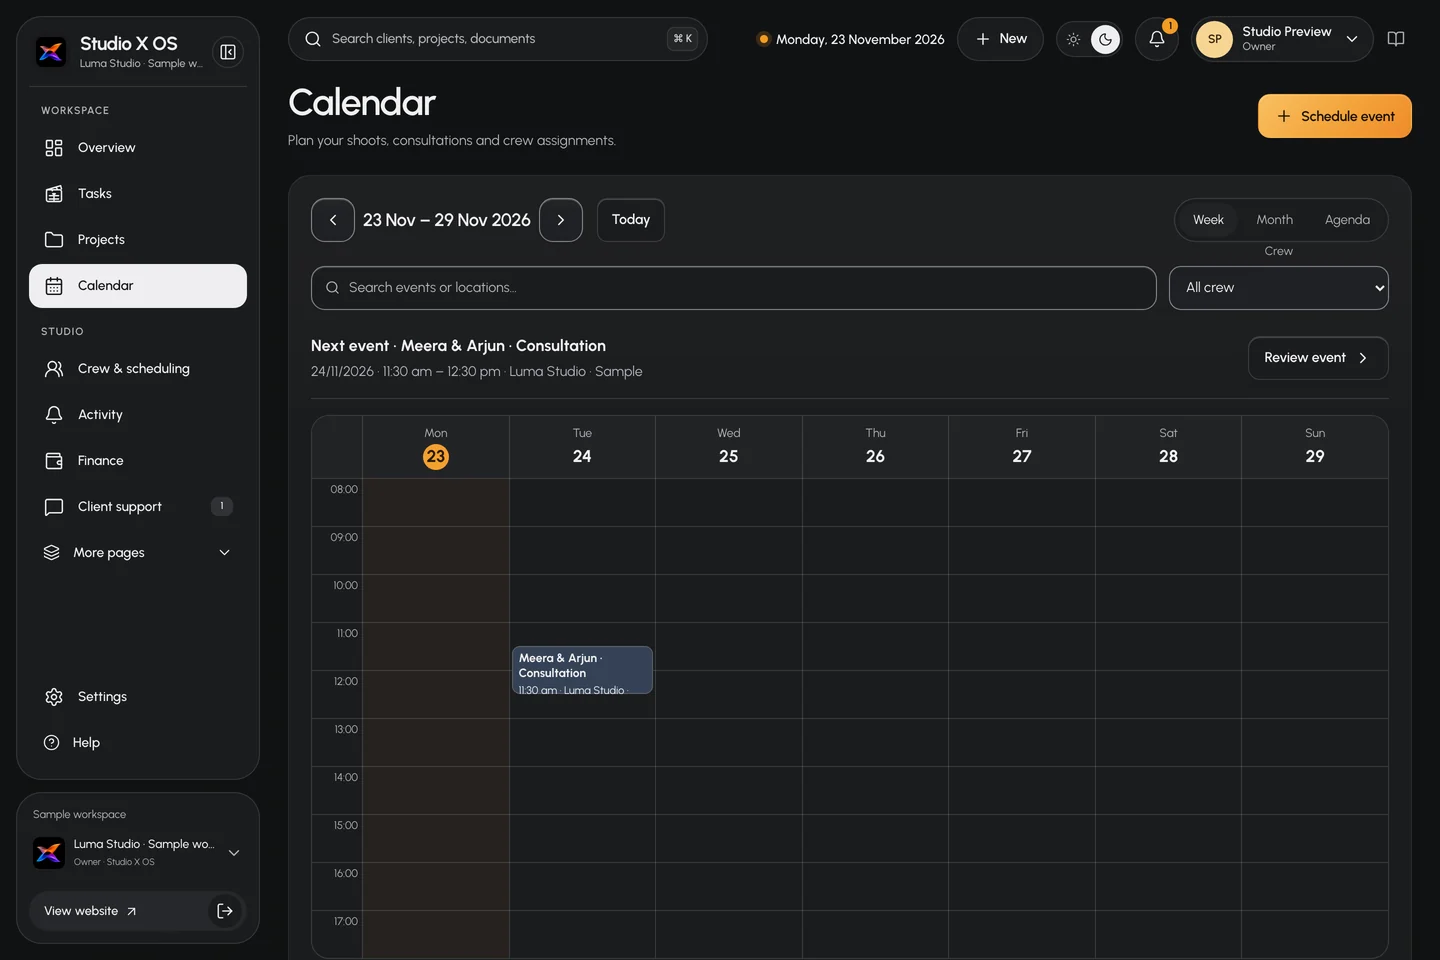 Studio X OS
Luma Studio · Sample w...
WORKSPACE
Overview
Tasks
Projects
Calendar
STUDIO
Crew & scheduling
Activity
Finance
Client support 1
More pages
Settings
Help
Sample workspace
Luma Studio · Sample wo...
Owner · Studio X OS
View website
Search clients, projects, documents ⌘ K
Monday, 23 November 2026
New
1
SP
Studio Preview
Owner
Calendar
Plan your shoots, consultations and crew assignments.
Schedule event
23 Nov – 29 Nov 2026
Today
Week Month Agenda
Crew
Search events or locations...
All crew
Next event · Meera & Arjun · Consultation
24/11/2026 · 11:30 am – 12:30 pm · Luma Studio · Sample
Review event
Mon Tue Wed Thu Fri Sat Sun
23 24 25 26 27 28 29
08:00
09:00
10:00
11:00
Meera & Arjun ·
Consultation
12:00
11:30 am · Luma Studio ·
13:00
14:00
15:00
16:00
17:00